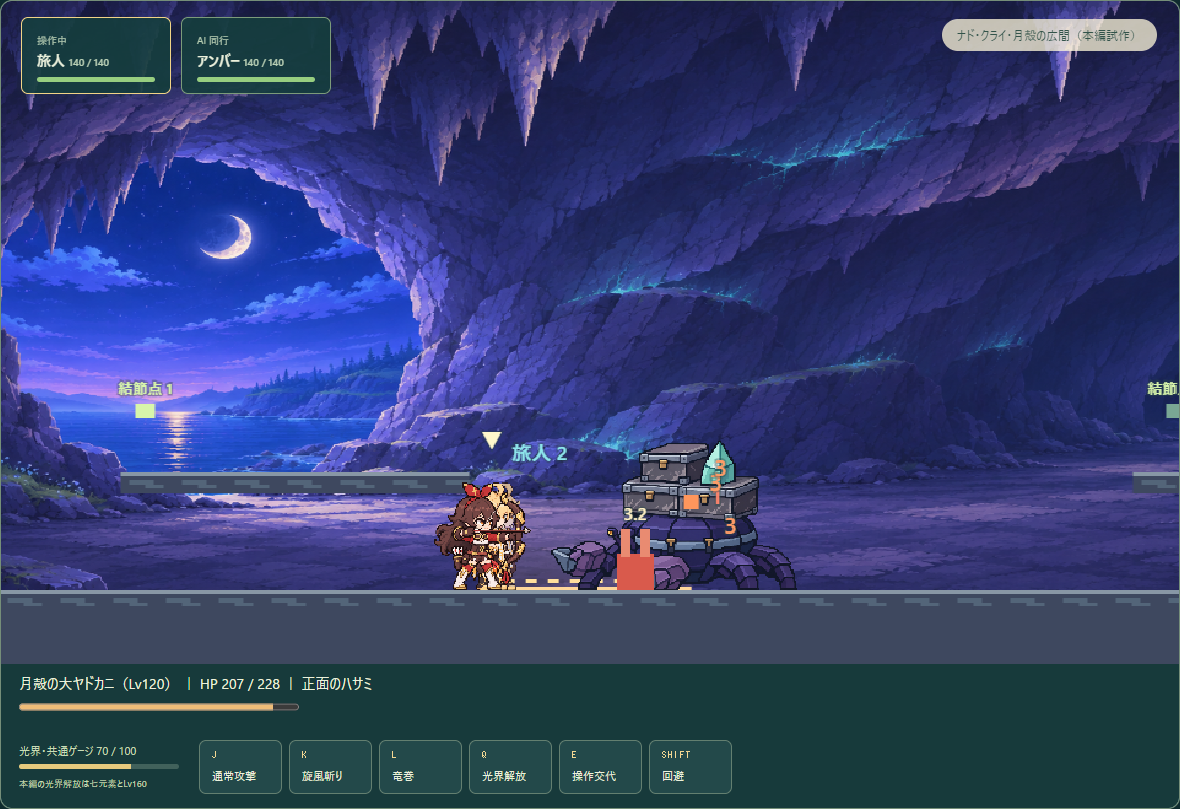 操作中
旅人 140 / 140
AI 同行
アンバー 140 / 140
ナド・クライ・月殻の広間（本編試作）
結節点 1
結節
旅人 2
3
1
3.2
3
月殻の大ヤドカニ（Lv120） | HP 207 / 228 | 正面のハサミ
光界・共通ゲージ 70 / 100
本編の光界解放は七元素とLv160
J
通常攻撃
K
旋風斬り
L
竜巻
Q
光界解放
E
操作交代
SHIFT
回避